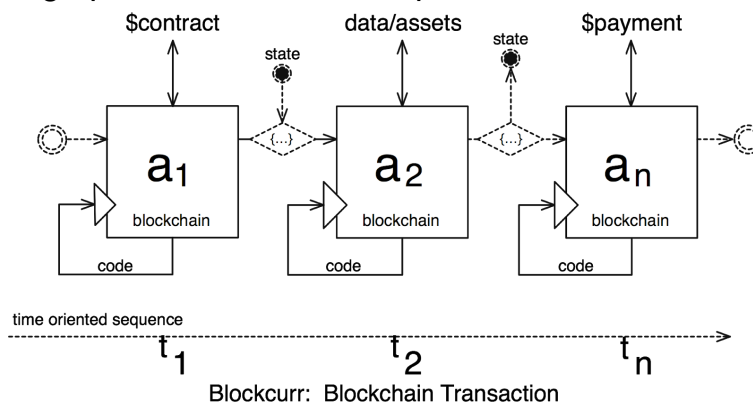 $contract data/assets $payment
state state
{...} {...}
a1 a2 an
blockchain blockchain blockchain
code code code
time oriented sequence
t1 t2 tn
Blockcurr: Blockchain Transaction